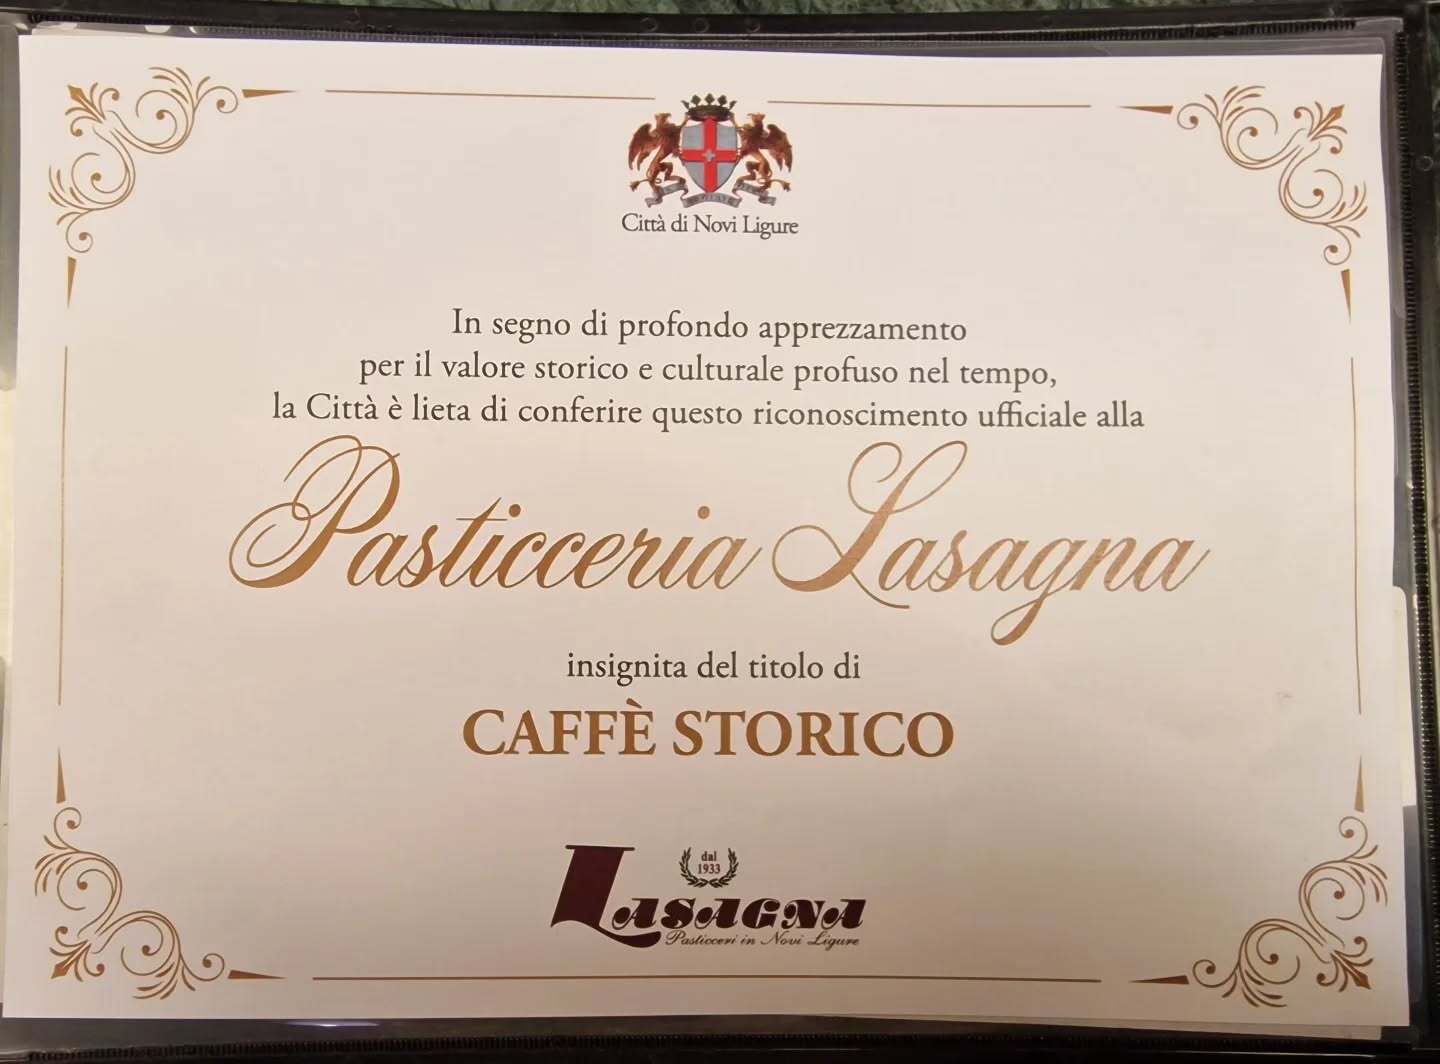 Città di Novi Ligure
In segno di profondo apprezzamento
per il valore storico e culturale profuso nel tempo,
la Città è lieta di conferire questo riconoscimento ufficiale alla
Pasticceria Lasagna
insignita del titolo di
CAFFÈ STORICO
dal
1933
LASAGNA
Pasticceri in Novi Ligure